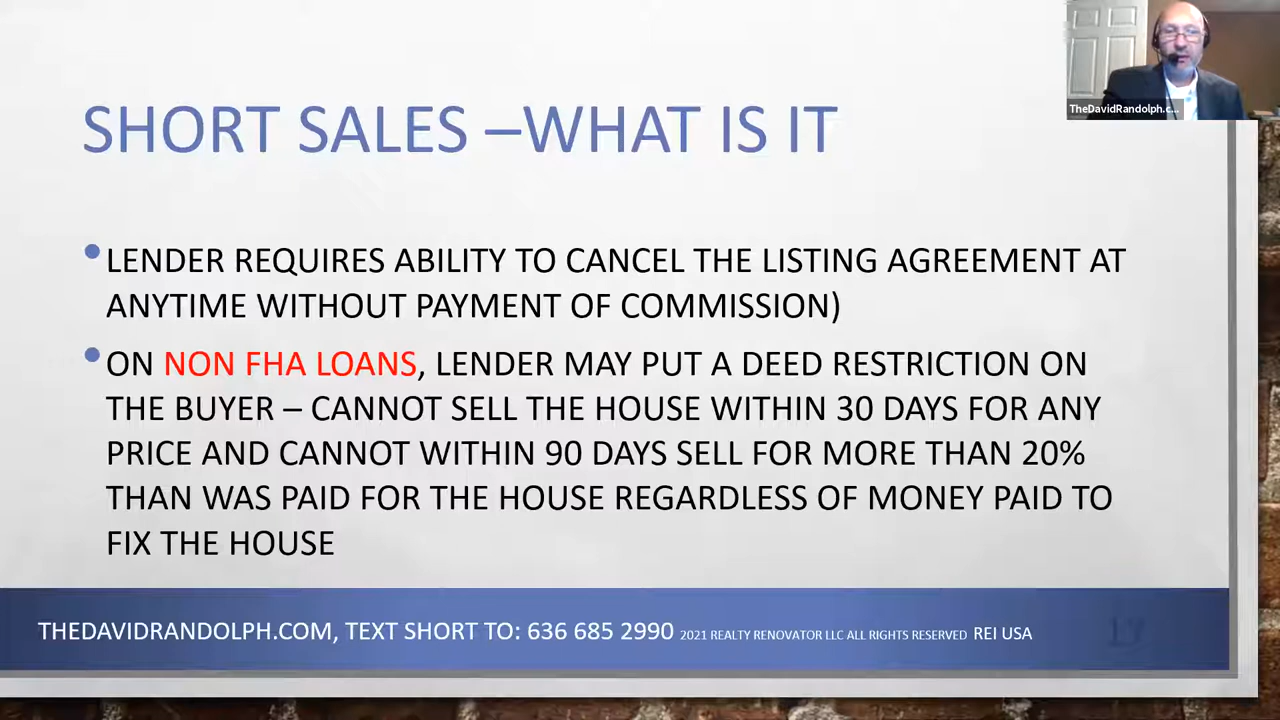 TheDavidRandolph.c...
SHORT SALES –WHAT IS IT
•LENDER REQUIRES ABILITY TO CANCEL THE LISTING AGREEMENT AT
ANYTIME WITHOUT PAYMENT OF COMMISSION)
•ON NON FHA LOANS, LENDER MAY PUT A DEED RESTRICTION ON
THE BUYER – CANNOT SELL THE HOUSE WITHIN 30 DAYS FOR ANY
PRICE AND CANNOT WITHIN 90 DAYS SELL FOR MORE THAN 20%
THAN WAS PAID FOR THE HOUSE REGARDLESS OF MONEY PAID TO
FIX THE HOUSE
THEDAVIDRANDOLPH.COM, TEXT SHORT TO: 636 685 2990 2021 REALTY RENOVATOR LLC ALL RIGHTS RESERVED REI USA